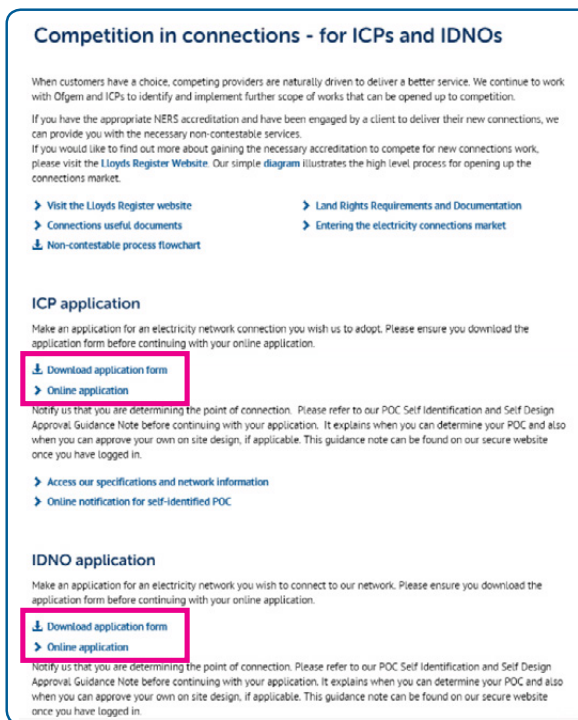 Competition in connections - for ICPs and IDNOs
When customers have a choice, competing providers are naturally driven to deliver a better service. We continue to work
with Ofgem and ICPs to identify and implement further scope of works that can be opened up to competition.
If you have the appropriate NERS accreditation and have been engaged by a client to deliver their new connections, we
can provide you with the necessary non-contestable services.
If you would like to find out more about gaining the necessary accreditation to compete for new connections work,
please visit the Lloyds Register Website. Our simple diagram illustrates the high level process for opening up the
connections market.
Visit the Lloyds Register website
Land Rights Requirements and Documentation
Connections useful documents
Entering the electricity connections market
Non-contestable process flowchart
ICP application
Make an application for an electricity network connection you wish us to adopt. Please ensure you download the
application form before continuing with your online application.
Download application form
Online application
Notify us that you are determining the point of connection. Please refer to our POC Self Identification and Self Design
Approval Guidance Note before continuing with your application. It explains when you can determine your POC and also
when you can approve your own on site design, if applicable. This guidance note can be found on our secure website
once you have logged in.
Access our specifications and network information
Online notification for self-identified POC
IDNO application
Make an application for an electricity network you wish to connect to our network. Please ensure you download the
application form before continuing with your online application.
Download application form
Online application
Notify us that you are determining the point of connection. Please refer to our POC Self Identification and Self Design
Approval Guidance Note before continuing with your application. It explains when you can determine your POC and also
when you can approve your own on site design, if applicable. This guidance note can be found on our secure website
once you have logged in.